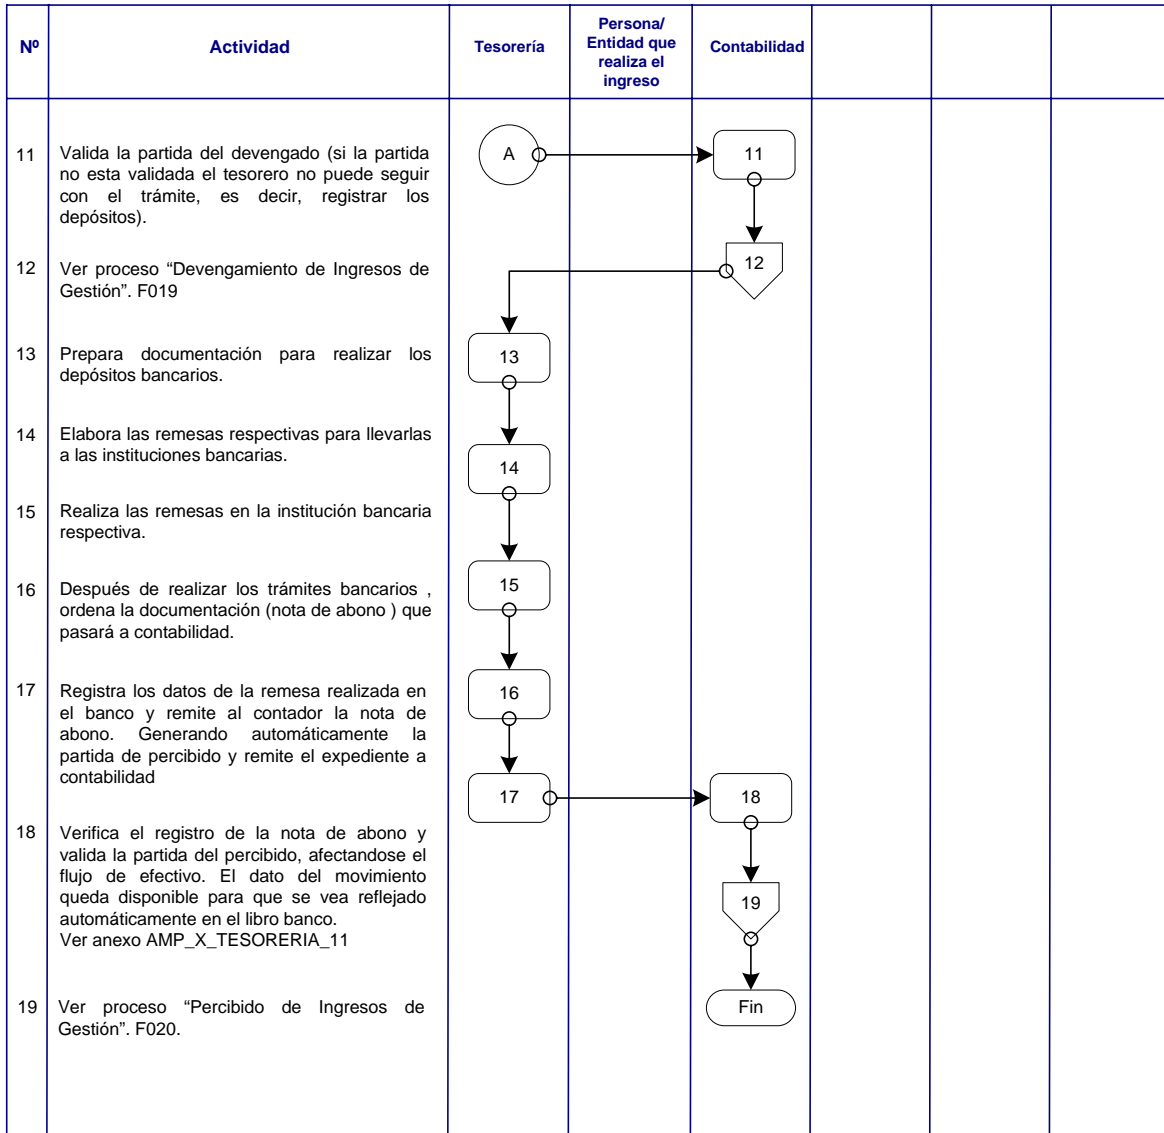 Nº
Actividad
Tesorería
Persona/
Entidad que
realiza el
ingreso
Contabilidad
11
Valida la partida del devengado (si la partida
no esta validada el tesorero no puede seguir
con el trámite, es decir, registrar los
depósitos).
A
11
12
Ver proceso “Devengamiento de Ingresos de
Gestión”. F019
12
13
Prepara documentación para realizar los
depósitos bancarios.
13
14
Elabora las remesas respectivas para llevarlas
a las instituciones bancarias.
14
15
Realiza las remesas en la institución bancaria
respectiva.
15
16
Después de realizar los trámites bancarios ,
ordena la documentación (nota de abono ) que
pasará a contabilidad.
16
17
Registra los datos de la remesa realizada en
el banco y remite al contador la nota de
abono. Generando automáticamente la
partida de percibido y remite el expediente a
contabilidad
17
18
18
Verifica el registro de la nota de abono y
valida la partida del percibido, afectandose el
flujo de efectivo. El dato del movimiento
queda disponible para que se vea reflejado
automáticamente en el libro banco.
Ver anexo AMP_X_TESORERIA_11
19
19
Ver proceso “Percibido de Ingresos de
Gestión”. F020.
Fin